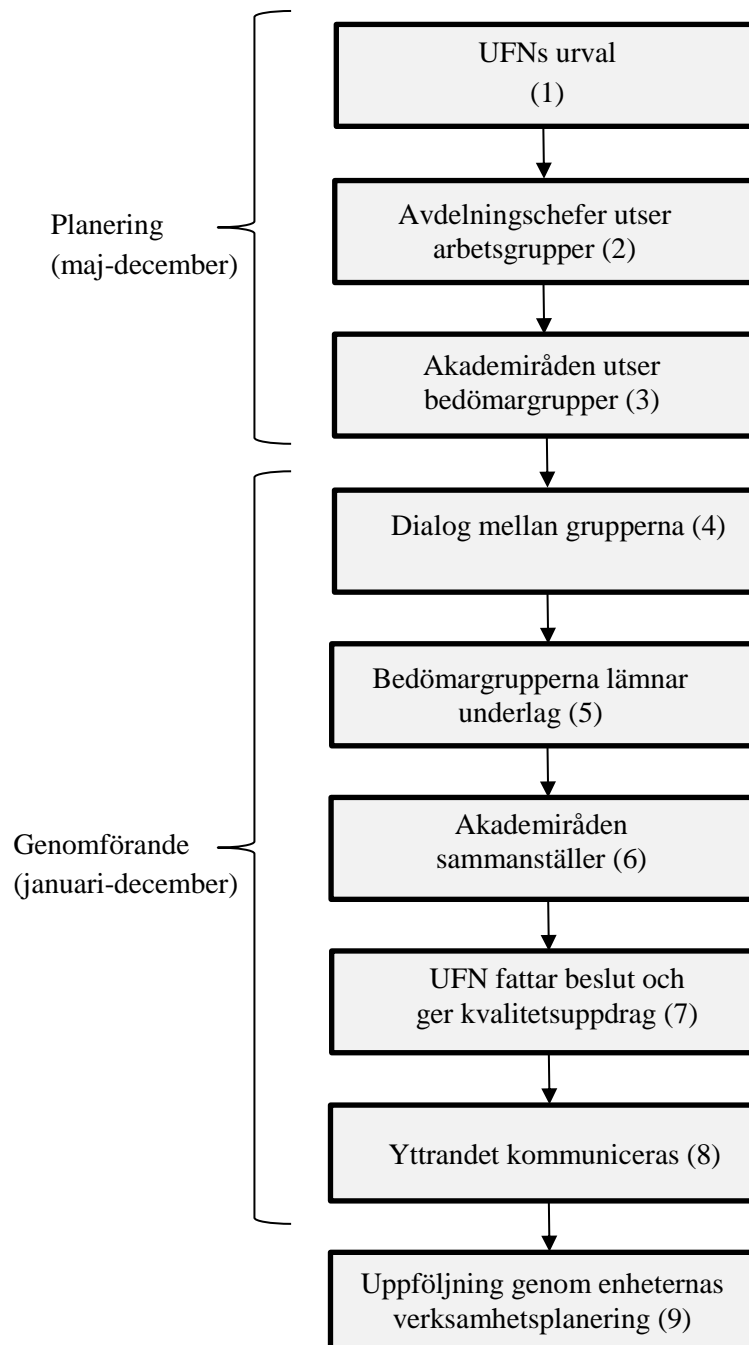 UFNs urval
(1)
Planering
(maj-december)
Avdelningschefer utser
arbetsgrupper (2)
Akademiråden utser
bedömargrupper (3)
Dialog mellan grupperna (4)
Bedömargrupperna lämnar
underlag (5)
Genomförande
(januari-december)
Akademiråden
sammanställer (6)
UFN fattar beslut och
ger kvalitetsuppdrag (7)
Yttrandet kommuniceras (8)
Uppföljning genom enheternas
verksamhetsplanering (9)